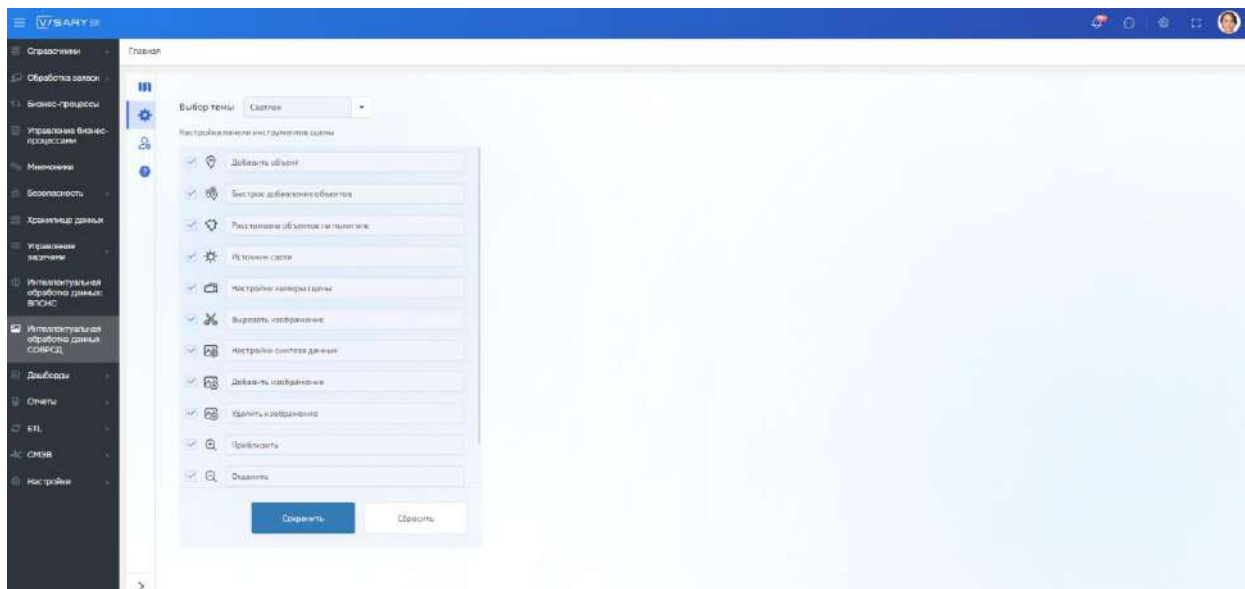 VISARY BI
Справочники
Обработка заявок
Бизнес-процессы
Управление бизнес-
процессами
Мнемоники
Безопасность
Хранилище данных
Управление
задачами
Интеллектуальная
обработка данных
ВПСНС
Интеллектуальная
обработка данных
СОВРСД
Дашборды
Отчеты
ETL
СМЭВ
Настройки
Главная
Выбор темы
Светлая
Настройки панели инструментов сцены
Добавить объект
Быстрое добавление объектов
Расстановка объектов на полигоне
Источник света
Настройки камеры сцены
Вырезать изображение
Настройки синтеза данных
Добавить изображение
Удалить изображение
Приблизить
Отдалить
Сохранить
Сбросить